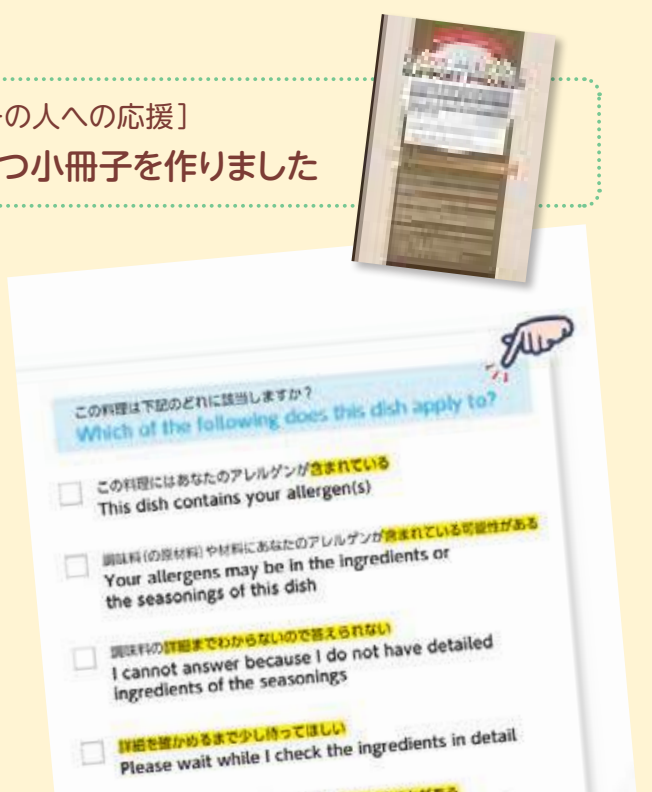 の人への応援]
つ小冊子を作りました
この料理は下記のどれに該当しますか?
Which of the following does this dish apply to?
この料理にはあなたのアレルゲンが含まれている
This dish contains your allergen(s)
調味料(の原材料)や材料にあなたのアレルゲンが含まれている可能性がある
Your allergens may be in the ingredients or
the seasonings of this dish
調味料の詳細までわからないので答えられない
I cannot answer because I do not have detailed
ingredients of the seasonings
詳細を確かめるまで少し待ってほしい
Please wait while I check the ingredients in detail